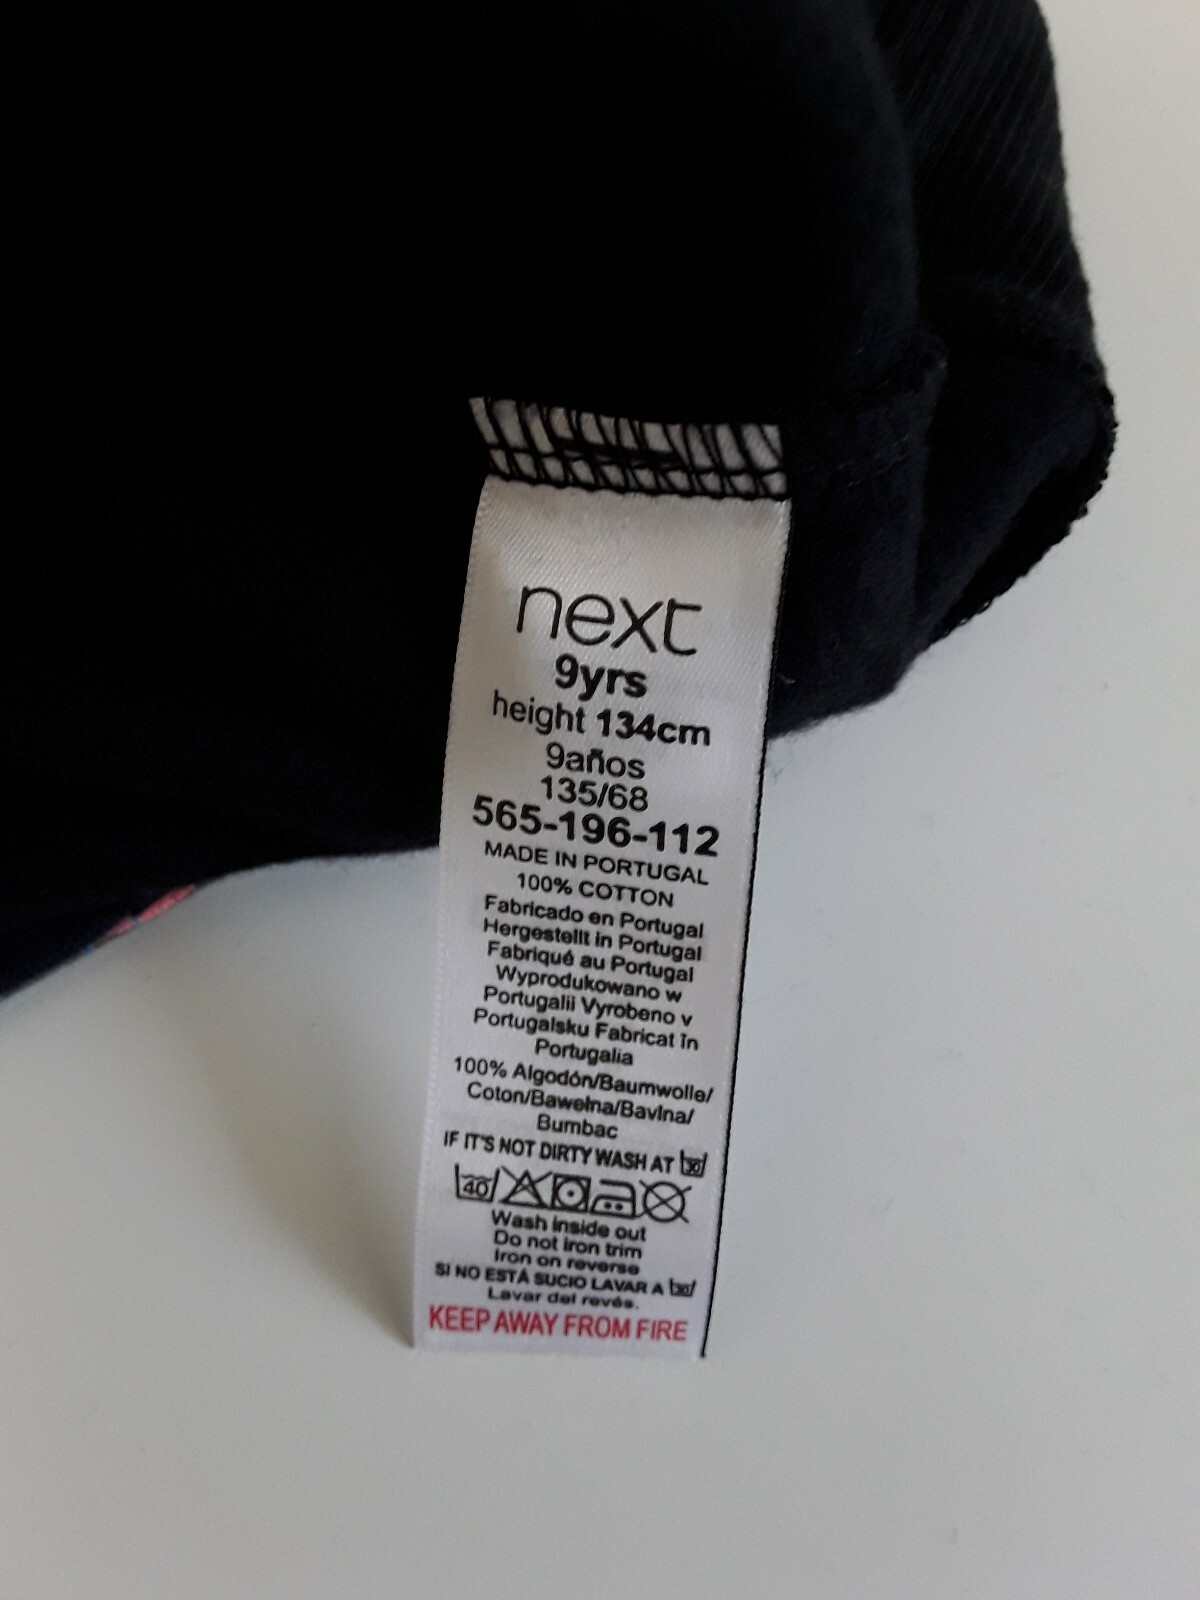 next
9yrs
height 134cm
9años
135/68
565-196-112
MADE IN PORTUGAL
100% COTTON
Fabricado en Portugal
Hergestellt in Portugal
Fabriqué au Portugal
Wyprodukowano w
Portugalii Vyrobeno v
Portugalsku Fabricat în
Portugalia
100% Algodón/Baumwolle/
Coton/Bawełna/Bavlna/
Bumbac
IF IT'S NOT DIRTY WASH AT 30
40
Wash inside out
Do not iron trim
Iron on reverse
SI NO ESTÁ SUCIO LAVAR A 30
Lavar del revés.
KEEP AWAY FROM FIRE